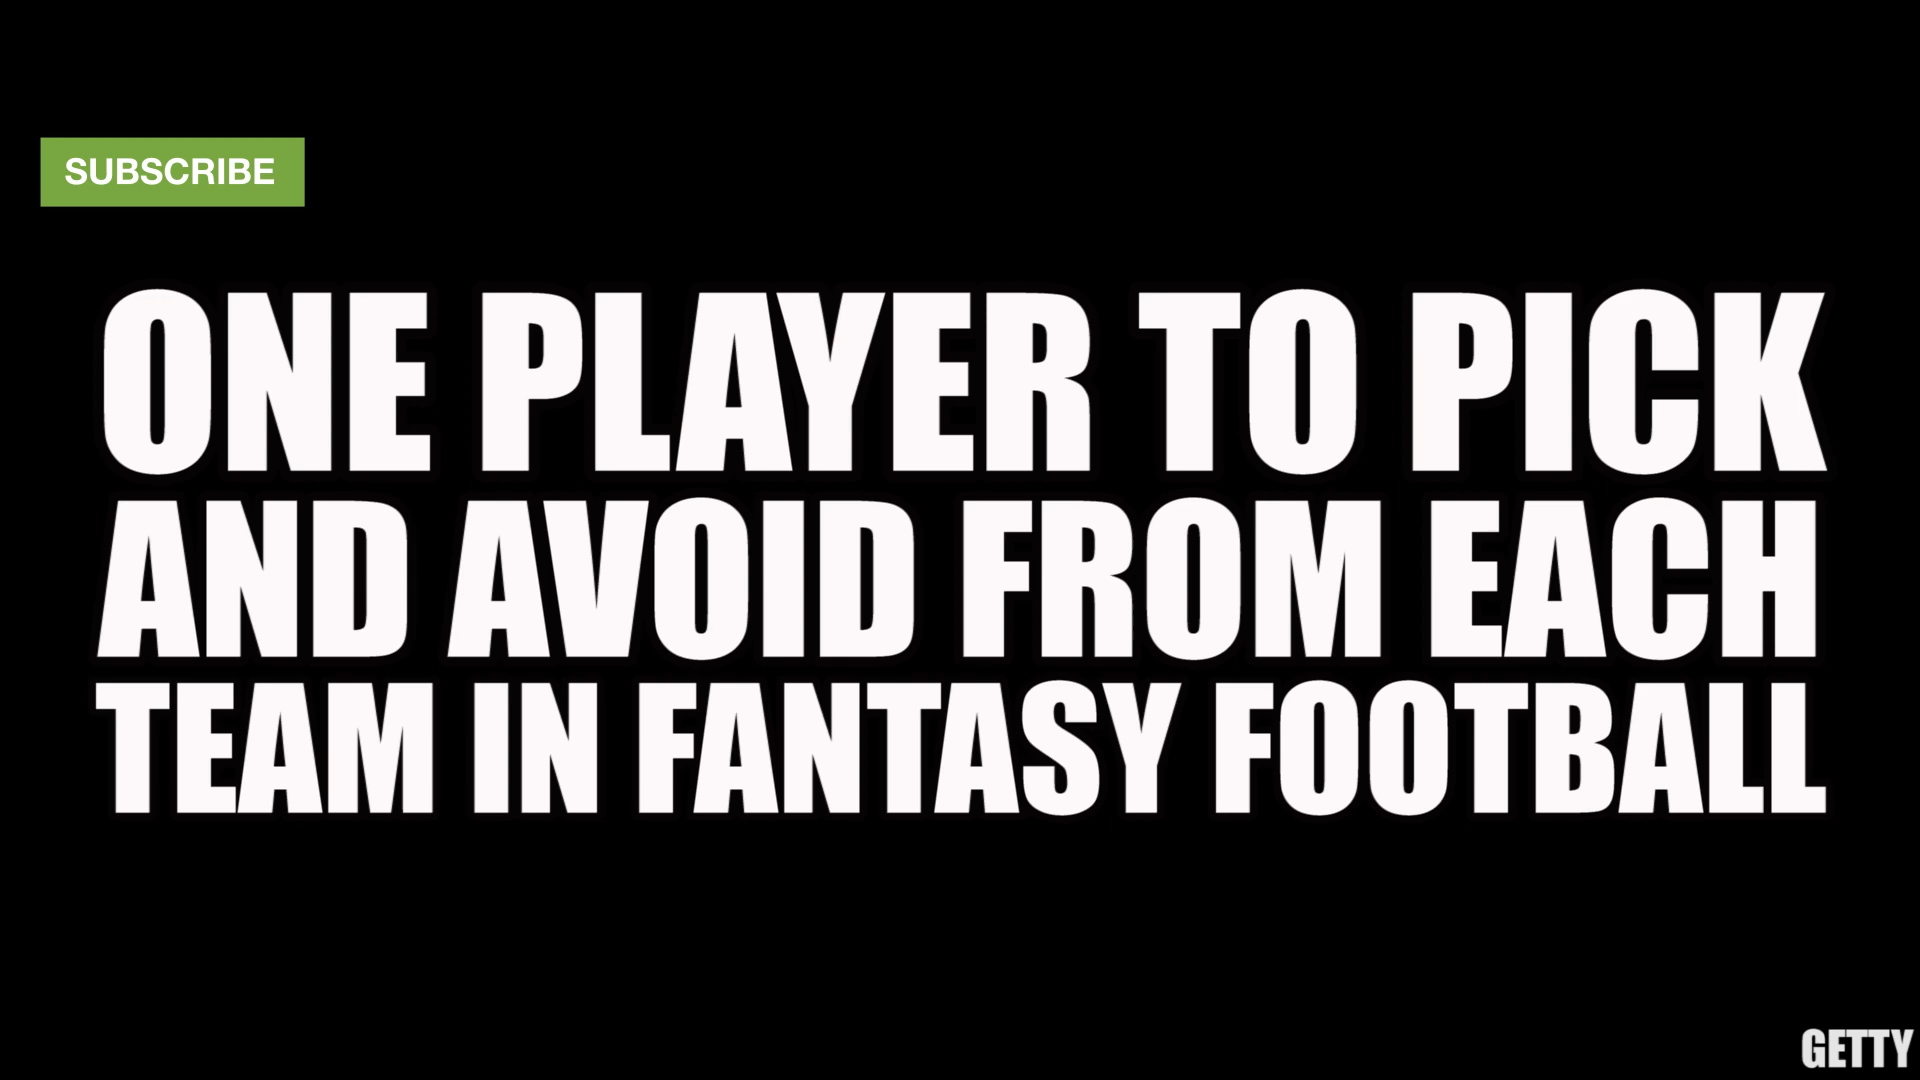 SUBSCRIBE
ONE PLAYER TO PICK
AND AVOID FROM EACH
TEAM IN FANTASY FOOTBALL
GETTY